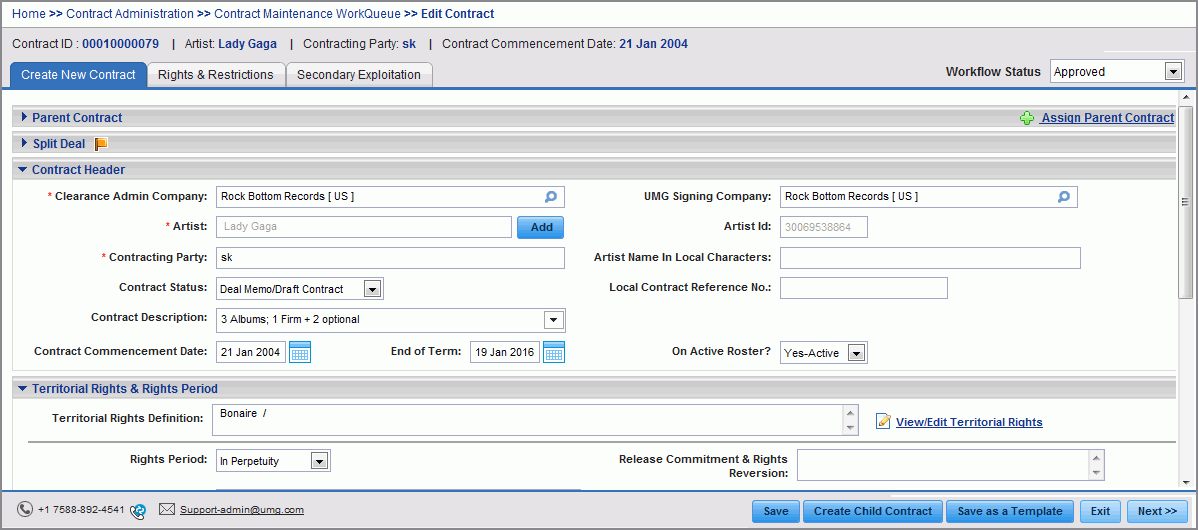 Home >> Contract Administration >> Contract Maintenance WorkQueue >> Edit Contract
Contract ID : 00010000079 | Artist: Lady Gaga | Contracting Party: sk | Contract Commencement Date: 21 Jan 2004
Create New Contract Rights & Restrictions Secondary Exploitation Workflow Status Approved
Parent Contract Assign Parent Contract
Split Deal
Contract Header
* Clearance Admin Company: Rock Bottom Records [ US ] UMG Signing Company: Rock Bottom Records [ US ]
* Artist: Lady Gaga Add Artist Id: 30069538864
* Contracting Party: sk Artist Name In Local Characters:
Contract Status: Deal Memo/Draft Contract Local Contract Reference No.:
Contract Description: 3 Albums; 1 Firm + 2 optional
Contract Commencement Date: 21 Jan 2004 End of Term: 19 Jan 2016 On Active Roster? Yes-Active
Territorial Rights & Rights Period
Territorial Rights Definition: Bonaire / View/Edit Territorial Rights
Rights Period: In Perpetuity Release Commitment & Rights
Reversion:
+1 7588-892-4541 Support-admin@umg.com Save Create Child Contract Save as a Template Exit Next >>